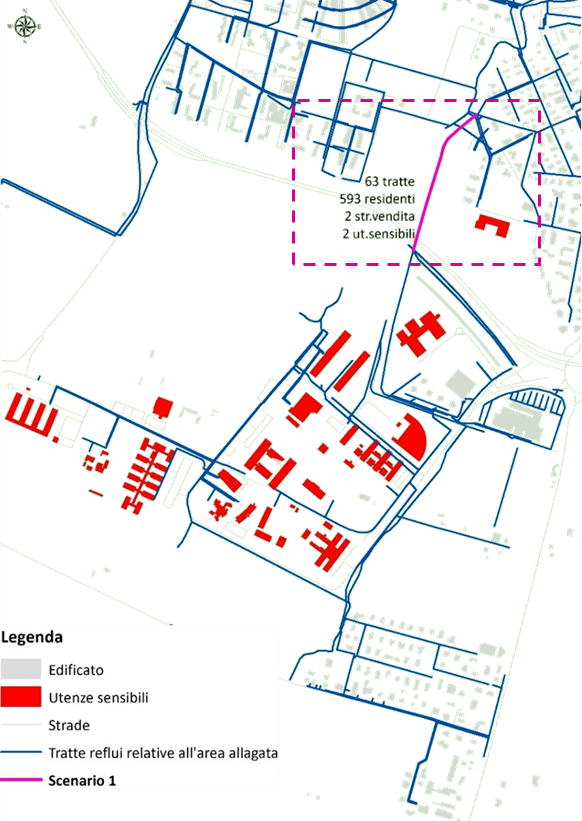 N
W
E
S
63 tratte
593 residenti
2 str.vendita
2 ut.sensibili
Legenda
Edificato
Utenze sensibili
Strade
Tratte reflui relative all'area allagata
Scenario 1